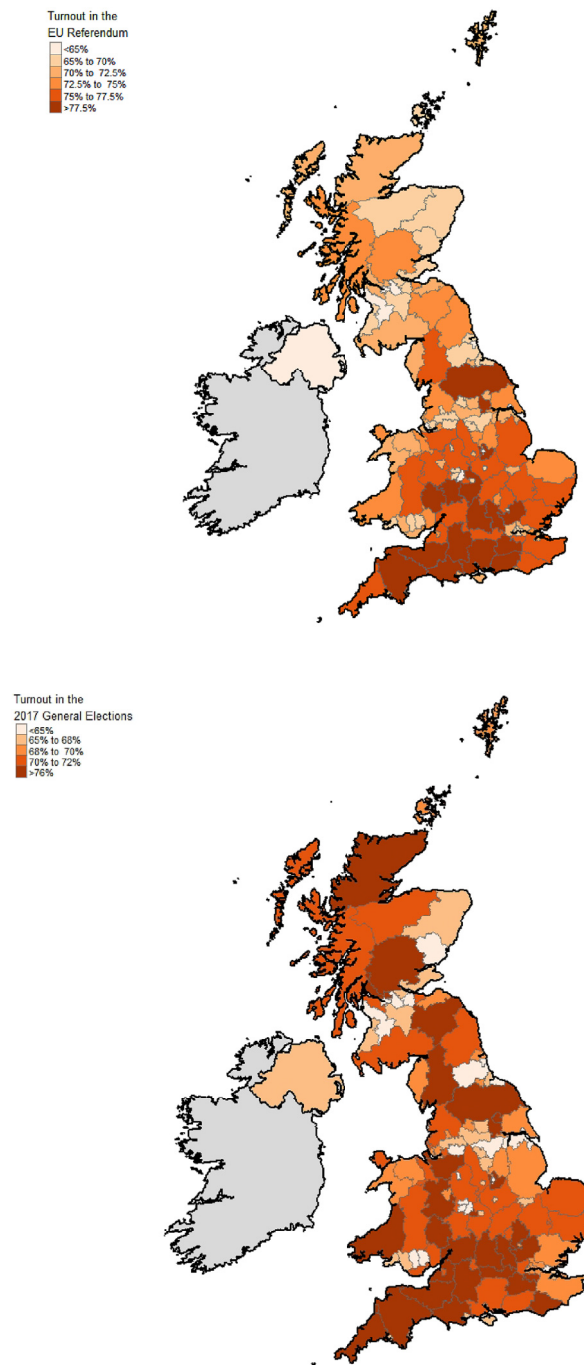 Turnout in the
EU Referendum
<65%
65% to 70%
70% to 72.5%
72.5% to 75%
75% to 77.5%
>77.5%
Turnout in the
2017 General Elections
<65%
65% to 68%
68% to 70%
70% to 72%
>76%